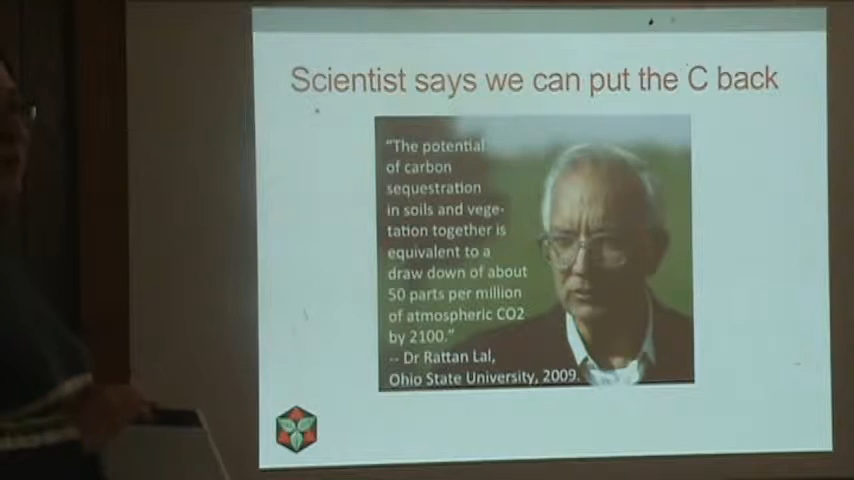 Scientist says we can put the C back
"The potential
of carbon
sequestration
in soils and vege-
tation together is
equivalent to a
draw down of about
50 parts per million
of atmospheric CO2
by 2100."
-- Dr Rattan Lal,
Ohio State University, 2009.